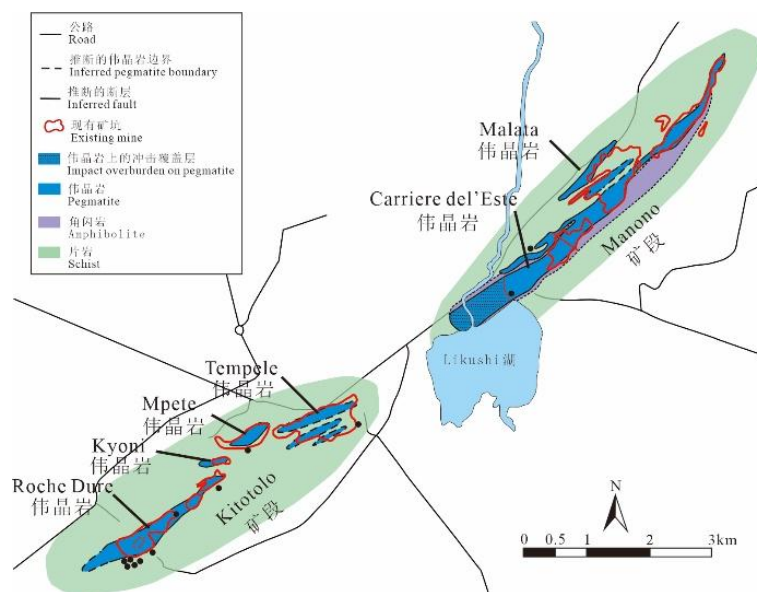 公路
Road
推断的伟晶岩边界
Inferred pegmatite boundary
推断的断层
Inferred fault
现有矿坑
Existing mine
伟晶岩上的冲击覆盖层
Impact overburden on pegmatite
伟晶岩
Pegmatite
角闪岩
Amphibolite
片岩
Schist
Malata
伟晶岩
Carriere del'Este
伟晶岩
Manono
矿段
Likushi湖
Tempele
伟晶岩
Mpete
伟晶岩
Kyoni
伟晶岩
Roche Dure
伟晶岩
Kitotolo
矿段
N
0 0.5 1 2 3km